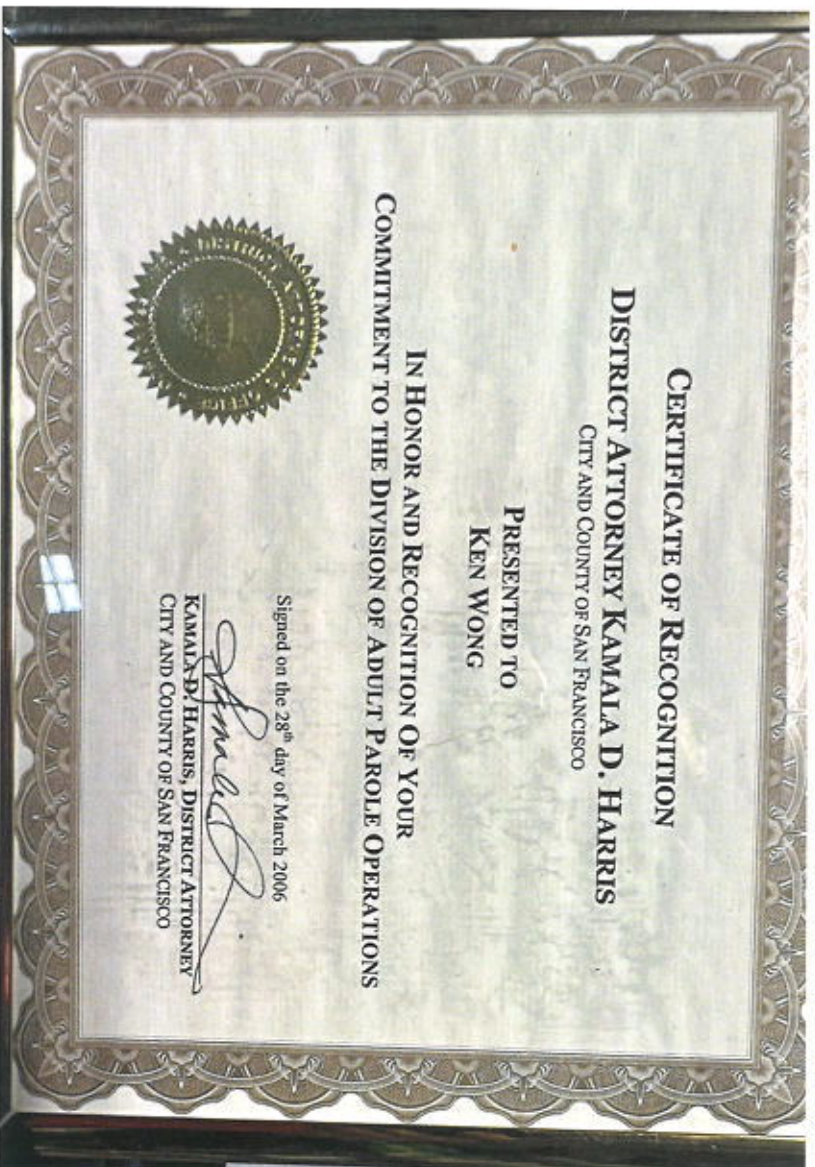 CERTIFICATE OF RECOGNITION
DISTRICT ATTORNEY KAMALA D. HARRIS
CITY AND COUNTY OF SAN FRANCISCO
PRESENTED TO
KEN WONG
IN HONOR AND RECOGNITION OF YOUR
COMMITMENT TO THE DIVISION OF ADULT PAROLE OPERATIONS
Signed on the 28th day of March 2006
KAMALA D. HARRIS, DISTRICT ATTORNEY
CITY AND COUNTY OF SAN FRANCISCO
DISTRICT
OFFICE